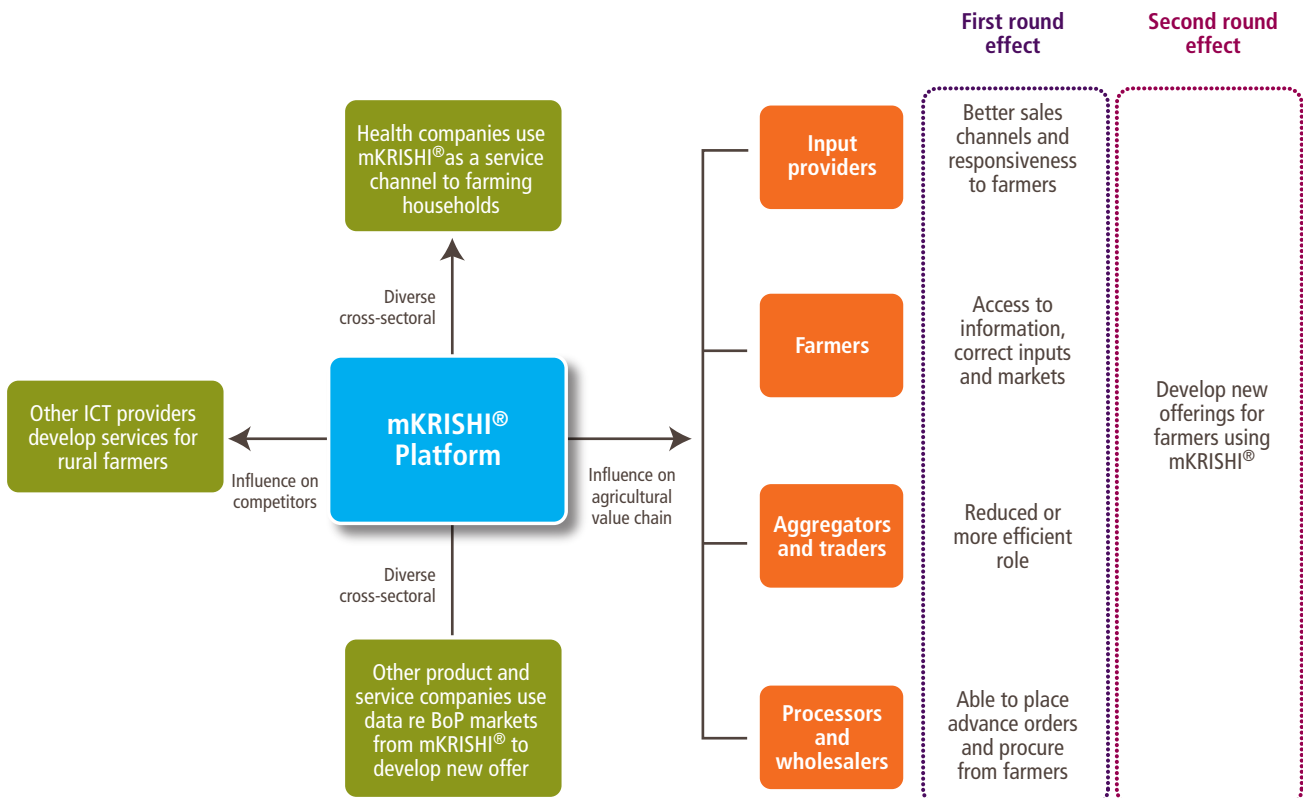 First round
effect
Second round
effect
Health companies use
mKRISHI® as a service
channel to farming
households
Diverse
cross-sectoral
Other ICT providers
develop services for
rural farmers
Influence on
competitors
mKRISHI®
Platform
Influence on
agricultural
value chain
Diverse
cross-sectoral
Other product and
service companies use
data re BoP markets
from mKRISHI® to
develop new offer
Input
providers
Better sales
channels and
responsiveness
to farmers
Farmers
Access to
information,
correct inputs
and markets
Aggregators
and traders
Reduced or
more efficient
role
Processors
and
wholesalers
Able to place
advance orders
and procure
from farmers
Develop new
offerings for
farmers using
mKRISHI®